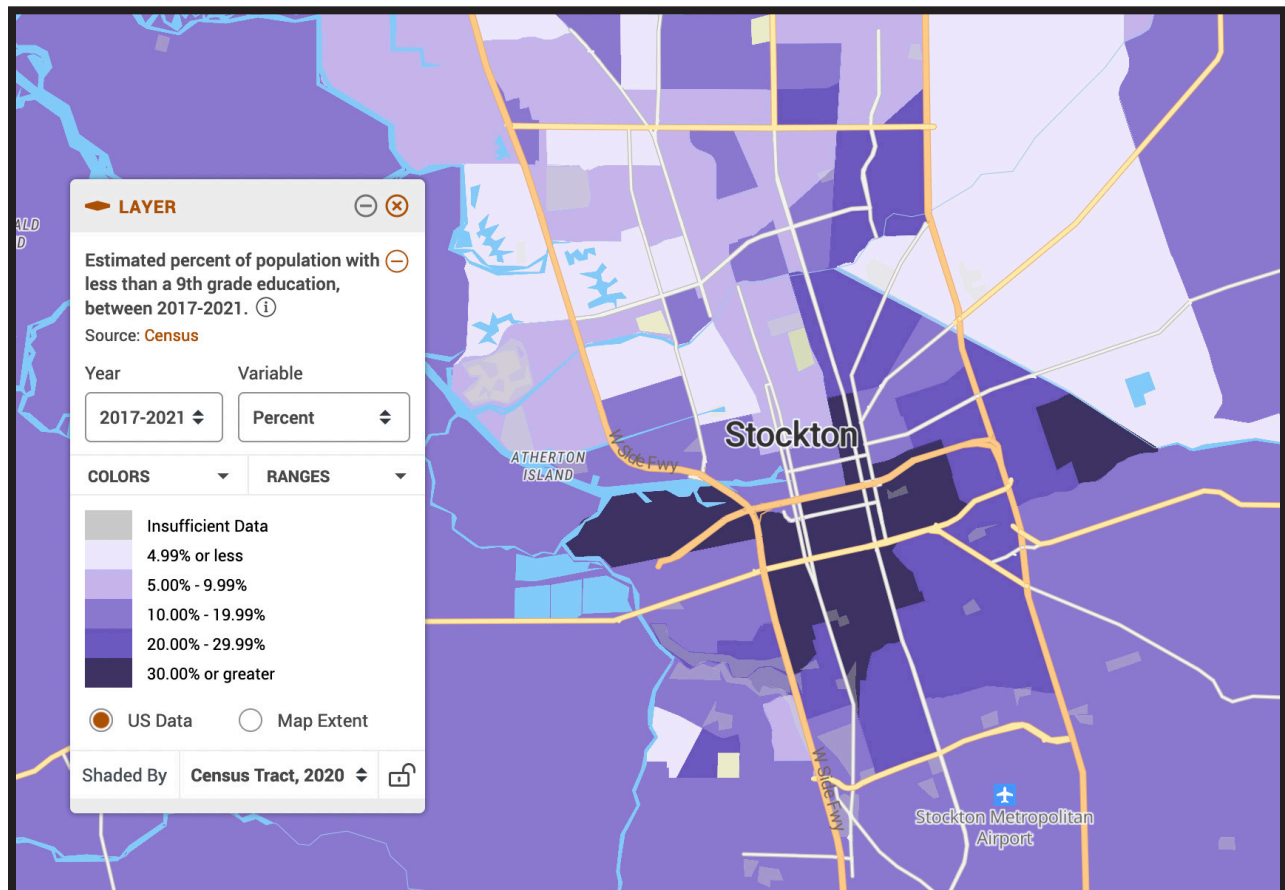 ALD
D
LAYER
Estimated percent of population with
less than a 9th grade education,
between 2017-2021.
Source: Census
Year Variable
2017-2021 Percent
COLORS RANGES
Insufficient Data
4.99% or less
5.00% - 9.99%
10.00% - 19.99%
20.00% - 29.99%
30.00% or greater
US Data Map Extent
Shaded By Census Tract, 2020
Stockton
W Side Fwy
ATHERTON
ISLAND
W Side Fwy
Stockton Metropolitan
Airport